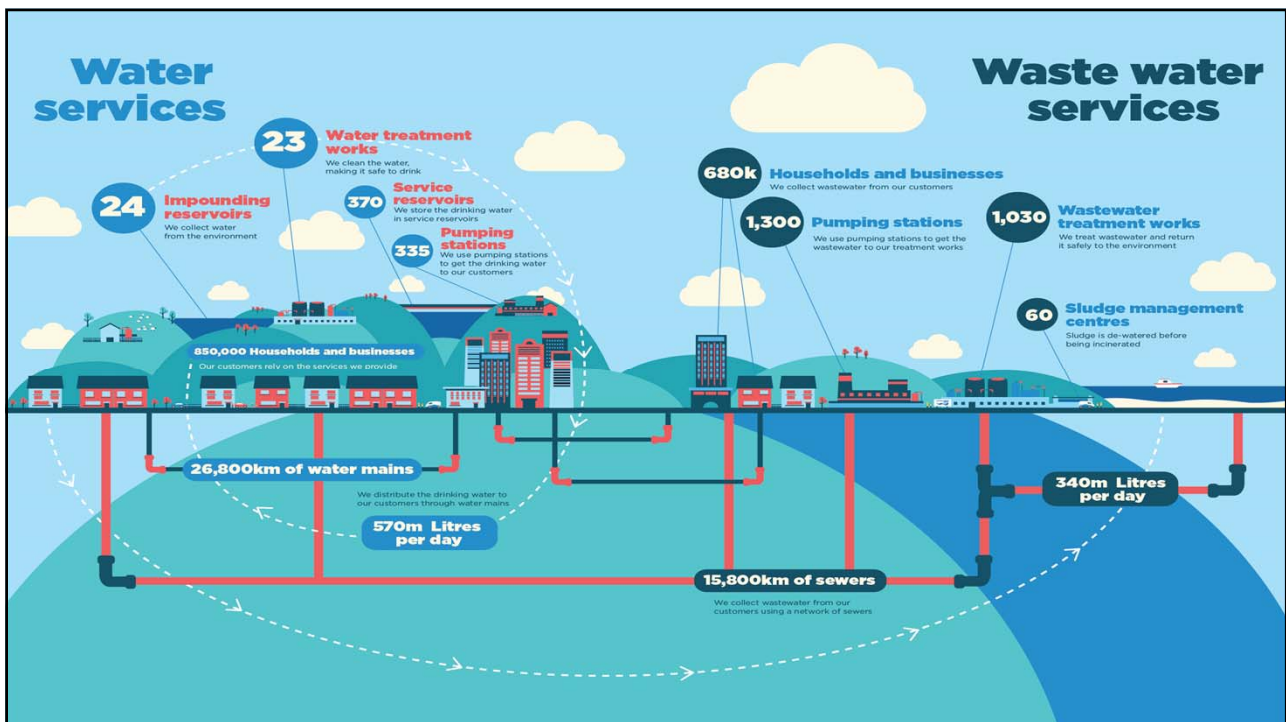 Water
services
23
Water treatment
works
We clean the water,
making it safe to drink
24
Impounding
reservoirs
We collect water
from the environment
370
Service
reservoirs
We store the drinking water
in service reservoirs
335
Pumping
stations
We use pumping stations
to get the drinking water
to our customers
850,000 Households and businesses
Our customers rely on the services we provide
26,800km of water mains
We distribute the drinking water to
our customers through water mains
570m Litres
per day
Waste water
services
680k
Households and businesses
We collect wastewater from our customers
1,300
Pumping stations
We use pumping stations to get the
wastewater to our treatment works
1,030
Wastewater
treatment works
We treat wastewater and return
it safely to the environment
60
Sludge management
centres
Sludge is de-watered before
being incinerated
340m Litres
per day
15,800km of sewers
We collect wastewater from our
customers using a network of sewers